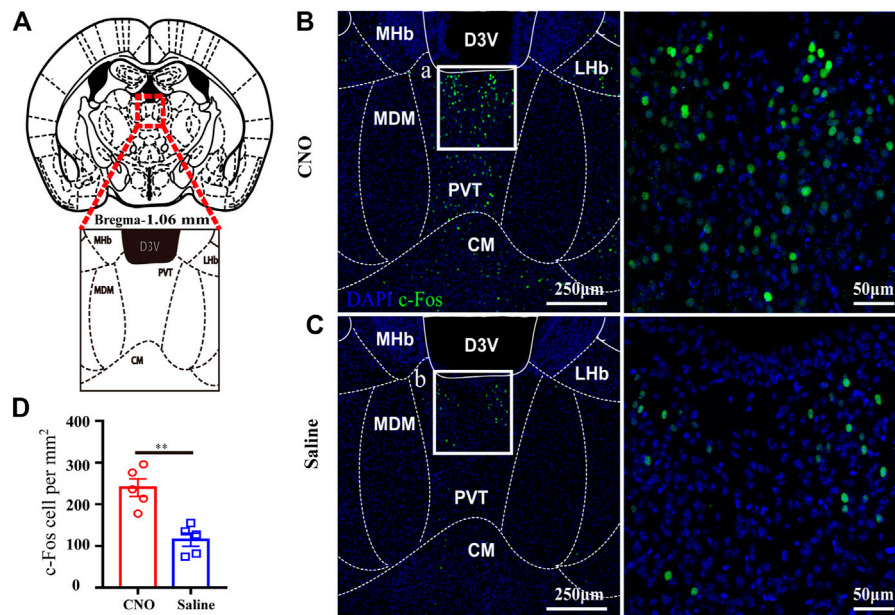 A
Bregma-1.06 mm
MHb
D3V
LHb
PVT
MDM
CM
B
CNO
MHb
D3V
LHb
a
MDM
PVT
CM
DAPI c-Fos
250μm
50μm
C
Saline
MHb
D3V
LHb
b
MDM
PVT
CM
250μm
50μm
D
c-Fos cell per mm²
400
300
200
100
0
**
CNO
Saline